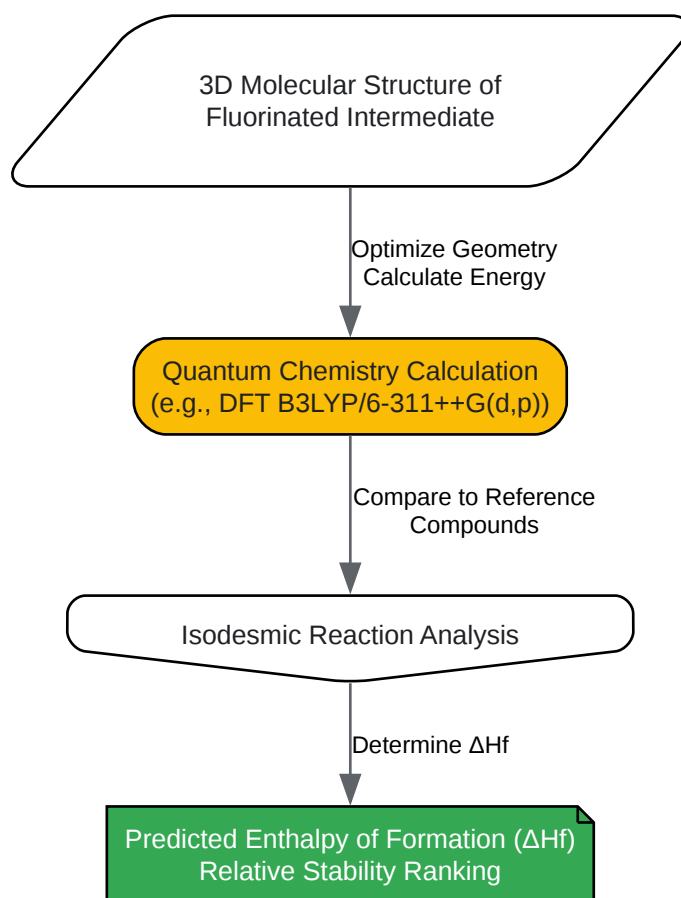 3D Molecular Structure of
Fluorinated Intermediate
Optimize Geometry
Calculate Energy
Quantum Chemistry Calculation
(e.g., DFT B3LYP/6-311++G(d,p))
Compare to Reference
Compounds
Isodesmic Reaction Analysis
Determine ΔHf
Predicted Enthalpy of Formation (ΔHf)
Relative Stability Ranking